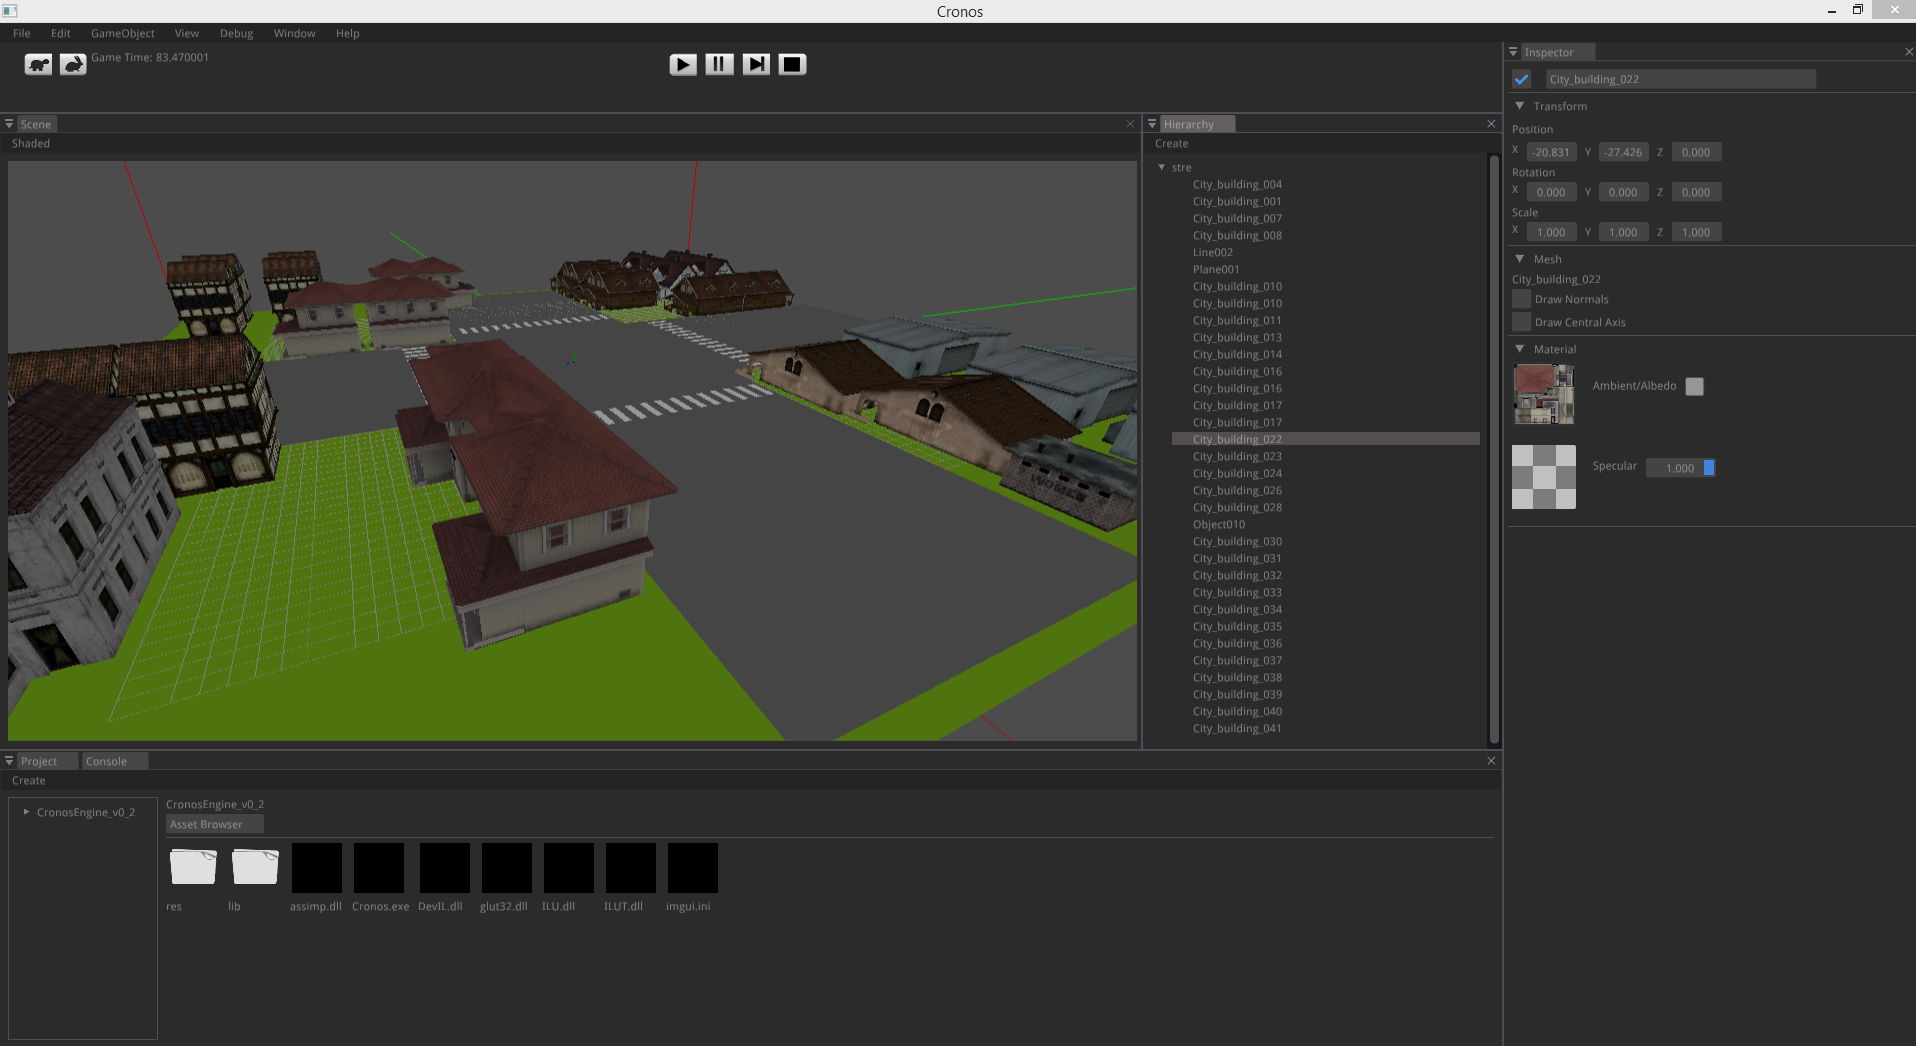 Cronos
File Edit GameObject View Debug Window Help
Game Time: 83.470001
Scene
Shaded
Hierarchy
Create
stre
City_building_004
City_building_001
City_building_007
City_building_008
Line002
Plane001
City_building_010
City_building_010
City_building_011
City_building_013
City_building_014
City_building_016
City_building_016
City_building_017
City_building_017
City_building_022
City_building_023
City_building_024
City_building_026
City_building_028
Object010
City_building_030
City_building_031
City_building_032
City_building_033
City_building_034
City_building_035
City_building_036
City_building_037
City_building_038
City_building_039
City_building_040
City_building_041
Inspector
City_building_022
Transform
Position
X -20.831 Y -27.426 Z 0.000
Rotation
X 0.000 Y 0.000 Z 0.000
Scale
X 1.000 Y 1.000 Z 1.000
Mesh
City_building_022
Draw Normals
Draw Central Axis
Material
Ambient/Albedo
Specular 1.000
Project Console
Create
CronosEngine_v0_2
CronosEngine_v0_2
Asset Browser
res lib assimp.dll Cronos.exe DevIL.dll glut32.dll ILU.dll ILUT.dll imgui.ini